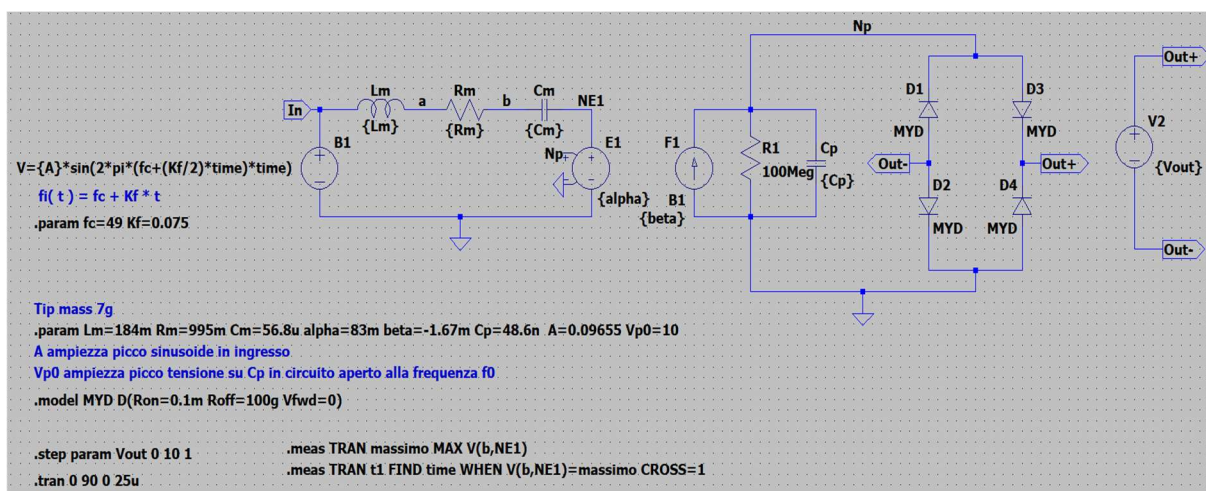 Np
D1
D3
Out+
Lm
a
Rm
b
Cm
NE1
In
{Lm}
{Rm}
{Cm}
MYD
MYD
V2
B1
Np
E1
F1
R1
Cp
V={A}*sin(2*pi*(fc+(Kf/2)*time)*time)
100Meg
Out-
Out+
{Vout}
fi( t ) = fc + Kf * t
{alpha}
B1
{Cp}
D2
D4
{beta}
.param fc=49 Kf=0.075
MYD
MYD
Out-
Tip mass 7g
.param Lm=184m Rm=995m Cm=56.8u alpha=83m beta=-1.67m Cp=48.6n A=0.09655 Vp0=10
A ampiezza picco sinusoide in ingresso
Vp0 ampiezza picco tensione su Cp in circuito aperto alla frequenza f0
.model MYD D(Ron=0.1m Roff=100g Vfwd=0)
.step param Vout 0 10 1
.meas TRAN massimo MAX V(b,NE1)
.meas TRAN t1 FIND time WHEN V(b,NE1)=massimo CROSS=1
.tran 0 90 0 25u